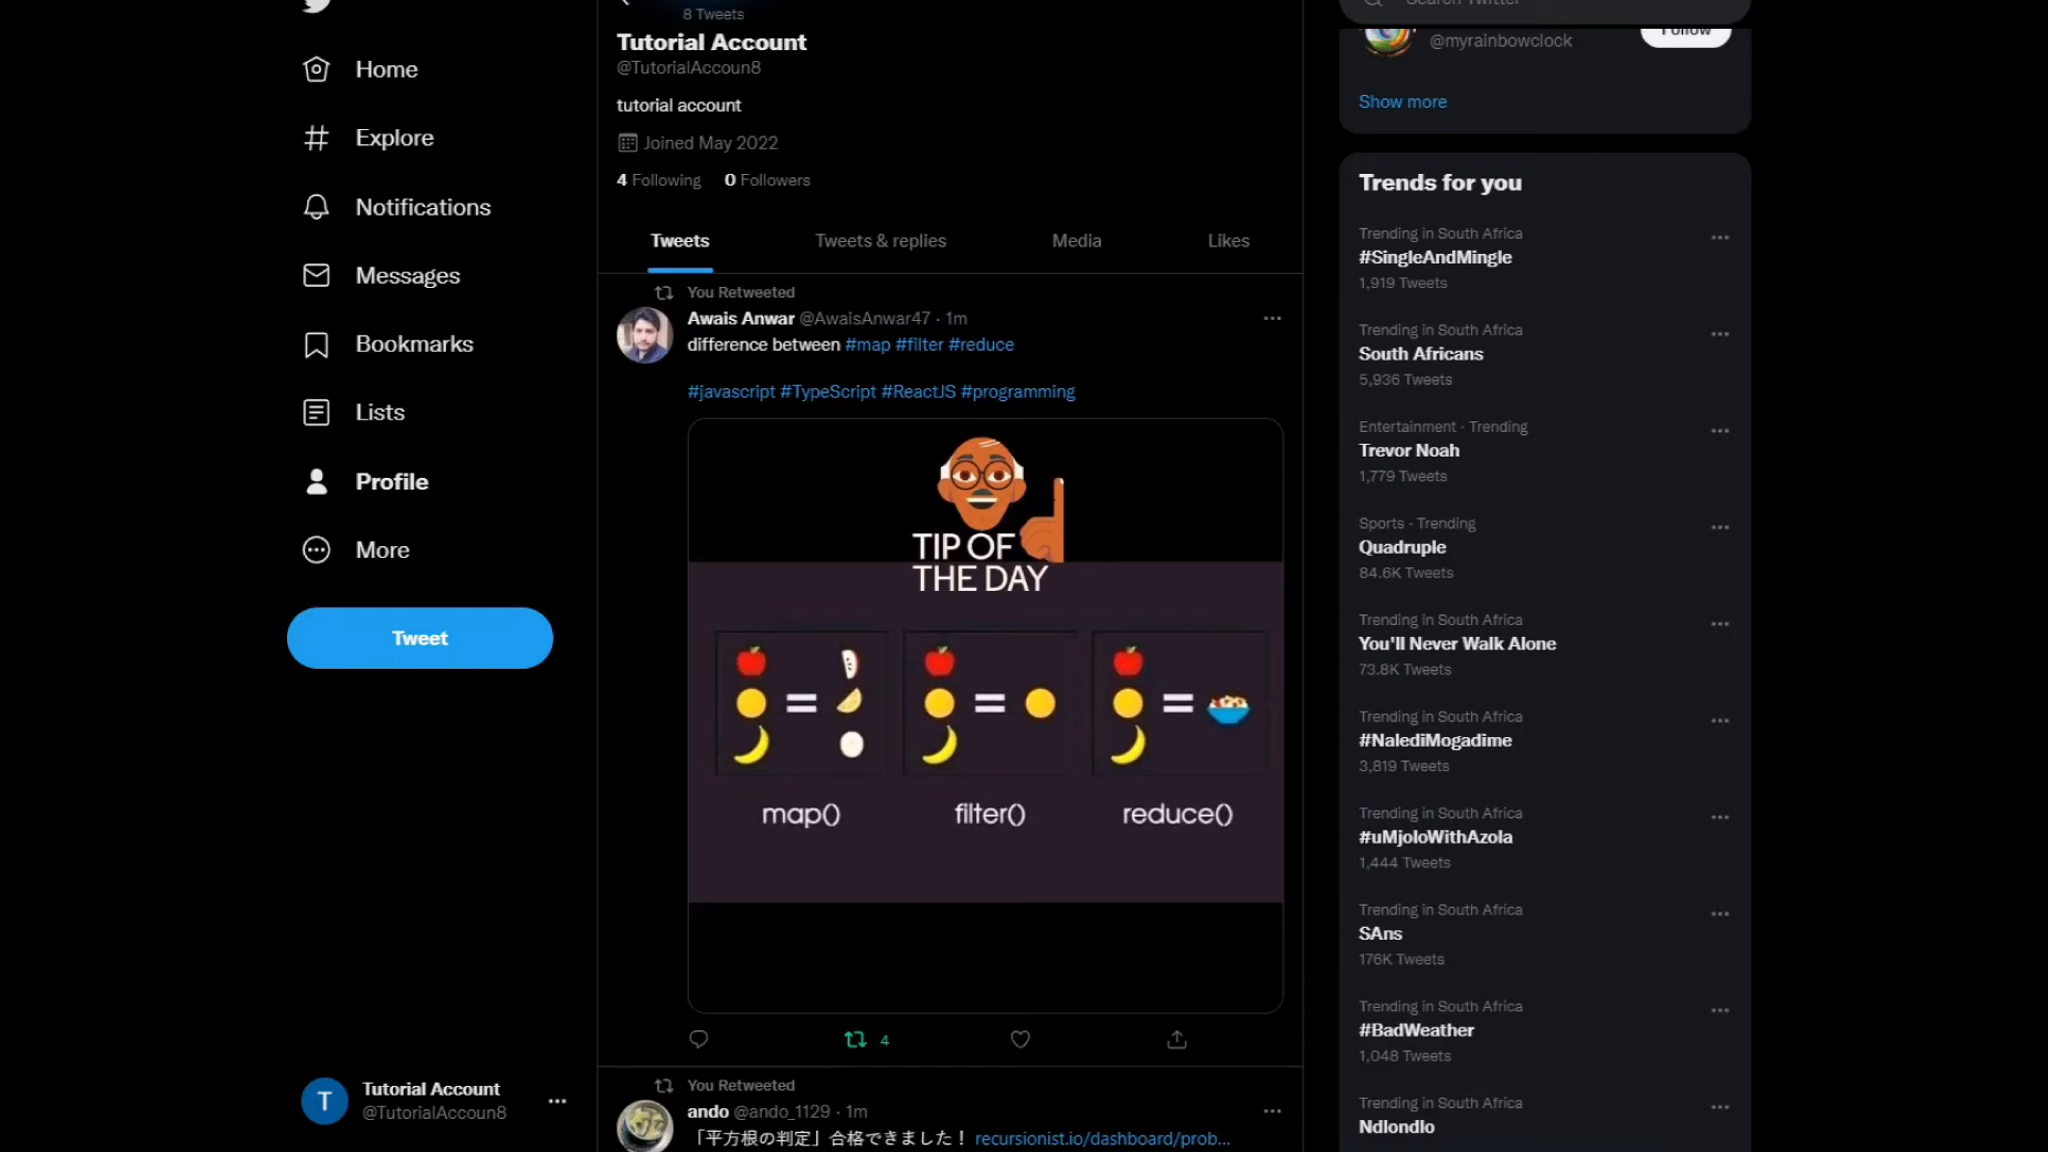 Home
Explore
Notifications
Messages
Bookmarks
Lists
Profile
More
Tweet
T
Tutorial Account
@TutorialAccoun8
8 Tweets
Tutorial Account
@TutorialAccoun8
tutorial account
Joined May 2022
4 Following 0 Followers
Tweets Tweets & replies Media Likes
You Retweeted
Awais Anwar @AwaisAnwar47 · 1m
difference between #map #filter #reduce
#javascript #TypeScript #ReactJS #programming
TIP OF
THE DAY
map() filter() reduce()
4
You Retweeted
ando @ando_1129 · 1m
「平方根の判定」合格できました！ recursionist.io/dashboard/prob...
Search Twitter
Follow
@myrainbowclock
Show more
Trends for you
Trending in South Africa
#SingleAndMingle
1,919 Tweets
Trending in South Africa
South Africans
5,936 Tweets
Entertainment · Trending
Trevor Noah
1,779 Tweets
Sports · Trending
Quadruple
84.6K Tweets
Trending in South Africa
You'll Never Walk Alone
73.8K Tweets
Trending in South Africa
#NalediMogadime
3,819 Tweets
Trending in South Africa
#uMjoloWithAzola
1,444 Tweets
Trending in South Africa
SAns
176K Tweets
Trending in South Africa
#BadWeather
1,048 Tweets
Trending in South Africa
Ndlondlo